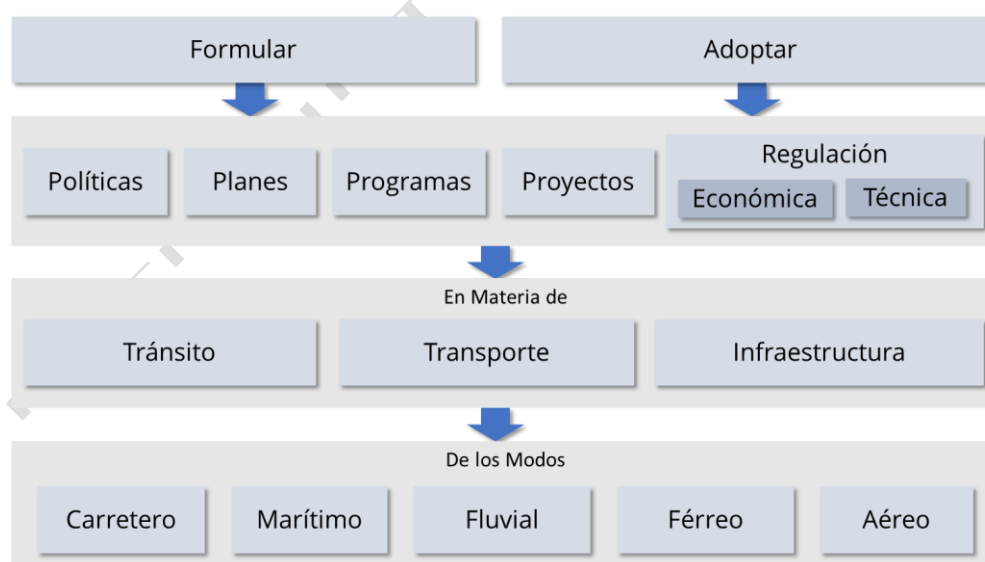 Formular
Adoptar
Políticas
Planes
Programas
Proyectos
Regulación
Económica
Técnica
En Materia de
Tránsito
Transporte
Infraestructura
De los Modos
Carretero
Marítimo
Fluvial
Férreo
Aéreo